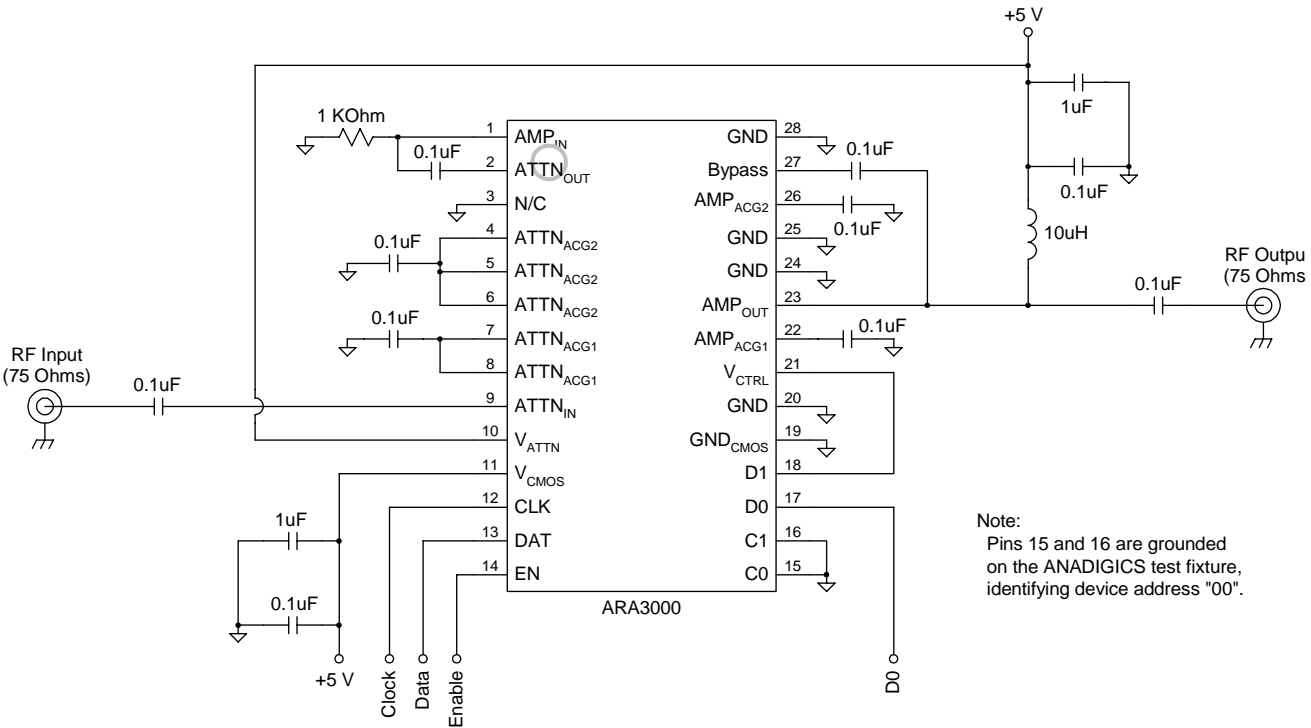 +5 V
1 KOhm
1uF
1
AMPIN
GND
28
0.1uF
0.1uF
2
ATTNOUT
Bypass
27
0.1uF
3
N/C
AMPACG2
26
0.1uF
4
ATTNACG2
GND
25
10uH
0.1uF
5
ATTNACG2
GND
24
RF Outpu
(75 Ohms
6
ATTNACG2
AMPOUT
23
0.1uF
0.1uF
7
ATTNACG1
AMPACG1
22
0.1uF
RF Input
(75 Ohms)
8
ATTNACG1
VCTRL
21
0.1uF
9
ATTNIN
GND
20
10
VATTN
GNDCMOS
19
11
VCMOS
D1
18
12
CLK
D0
17
1uF
13
DAT
C1
16
14
EN
C0
15
0.1uF
ARA3000
Note:
Pins 15 and 16 are grounded
on the ANADIGICS test fixture,
identifying device address "00".
+5 V
Clock
Data
Enable
D0